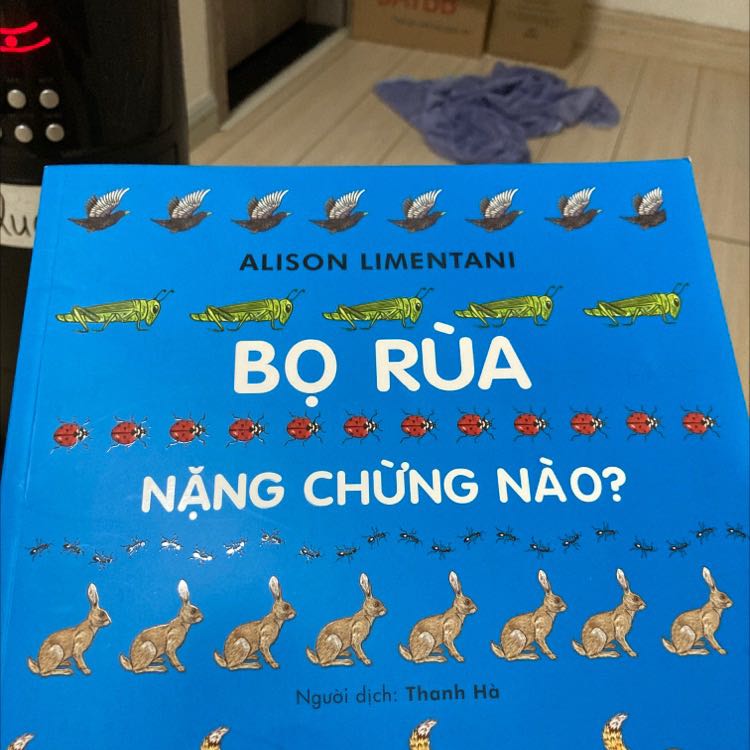 ALISON LIMENTANI
BỌ RÙA
NẶNG CHỪNG NÀO?
Người dịch: Thanh Hà